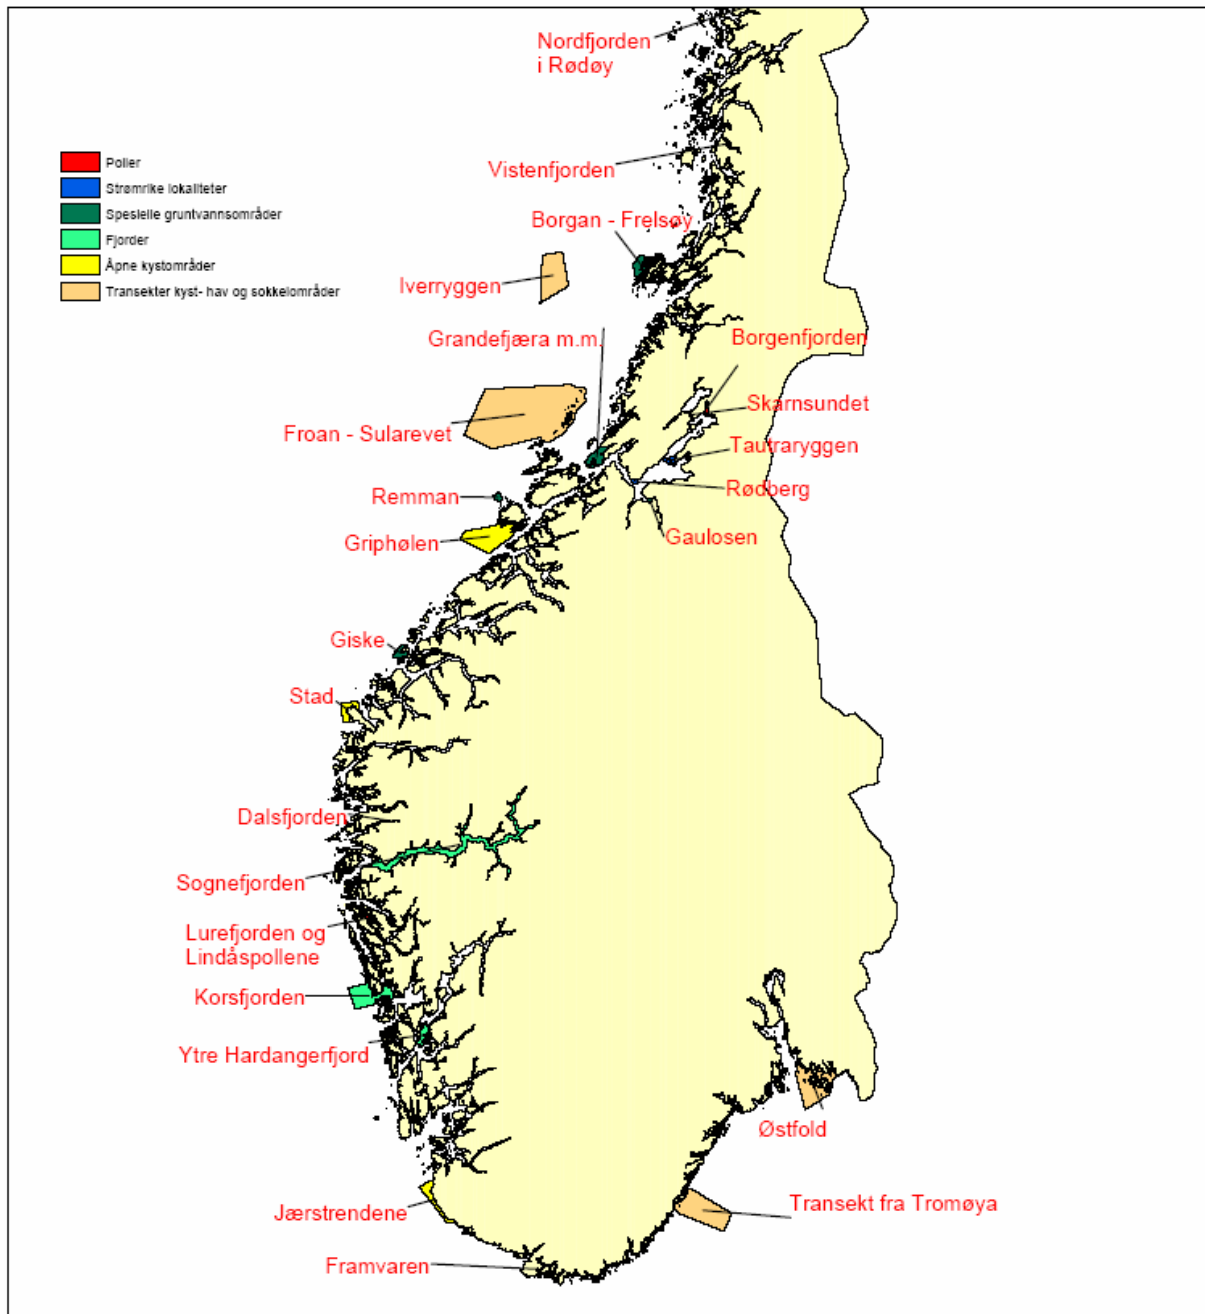 Nordfjorden
i Rødøy
Poller
Strømrike lokaliteter
Spesielle gruntvannsområder
Fjorder
Åpne kystområder
Transekter kyst- hav og sokkelområder
Vistenfjorden
Borgan - Frelsøy
Iverryggen
Grandefjæra m.m.
Borgenfjorden
Skarnsundet
Froan - Sularevet
Tautraryggen
Remman
Rødberg
Griphølen
Gaulosen
Giske
Stad
Dalsfjorden
Sognefjorden
Lurefjorden og
Lindåspollene
Korsfjorden
Ytre Hardangerfjord
Østfold
Jærstrendene
Transekt fra Tromøya
Framvaren